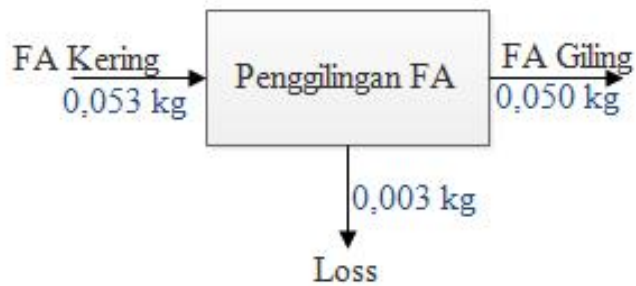 FA Kering
0,053 kg
Penggilingan FA
FA Giling
0,050 kg
0,003 kg
Loss